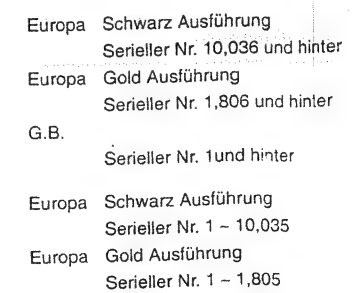 Europa Schwarz Ausführung
Serieller Nr. 10,036 und hinter
Europa Gold Ausführung
Serieller Nr. 1,806 und hinter
G.B.
Serieller Nr. 1und hinter
Europa Schwarz Ausführung
Serieller Nr. 1 ~ 10,035
Europa Gold Ausführung
Serieller Nr. 1 ~ 1,805